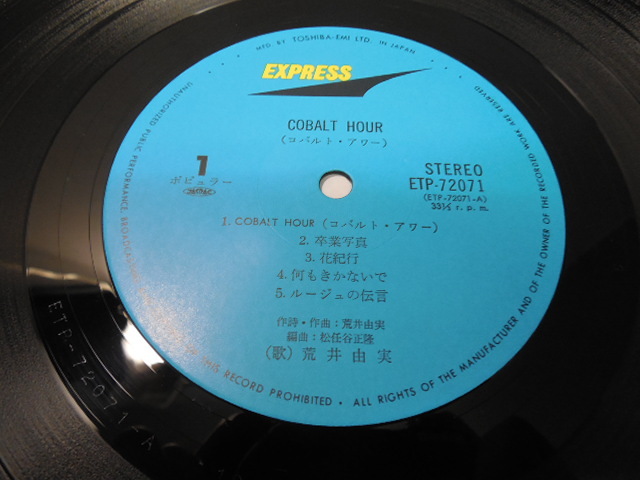 MFD. BY TOSHIBA-EMI LTD. IN JAPAN
EXPRESS
COBALT HOUR
(コバルト・アワー)
1
ポピュラー
STEREO
ETP-72071
(ETP-72071-A)
33⅓ r.p.m.
1. COBALT HOUR (コバルト・アワー)
2. 卒業写真
3. 花紀行
4. 何もきかないで
5. ルージュの伝言
作詩・作曲:荒井由実
編曲:松任谷正隆
(歌) 荒井由実
UNAUTHORIZED PUBLIC PERFORMANCE BROADCASTING
THIS RECORD PROHIBITED • ALL RIGHTS OF THE MANUFACTURER AND OF THE OWNER OF THE RECORDED WORK ARE RESERVED
ETP-72071-A